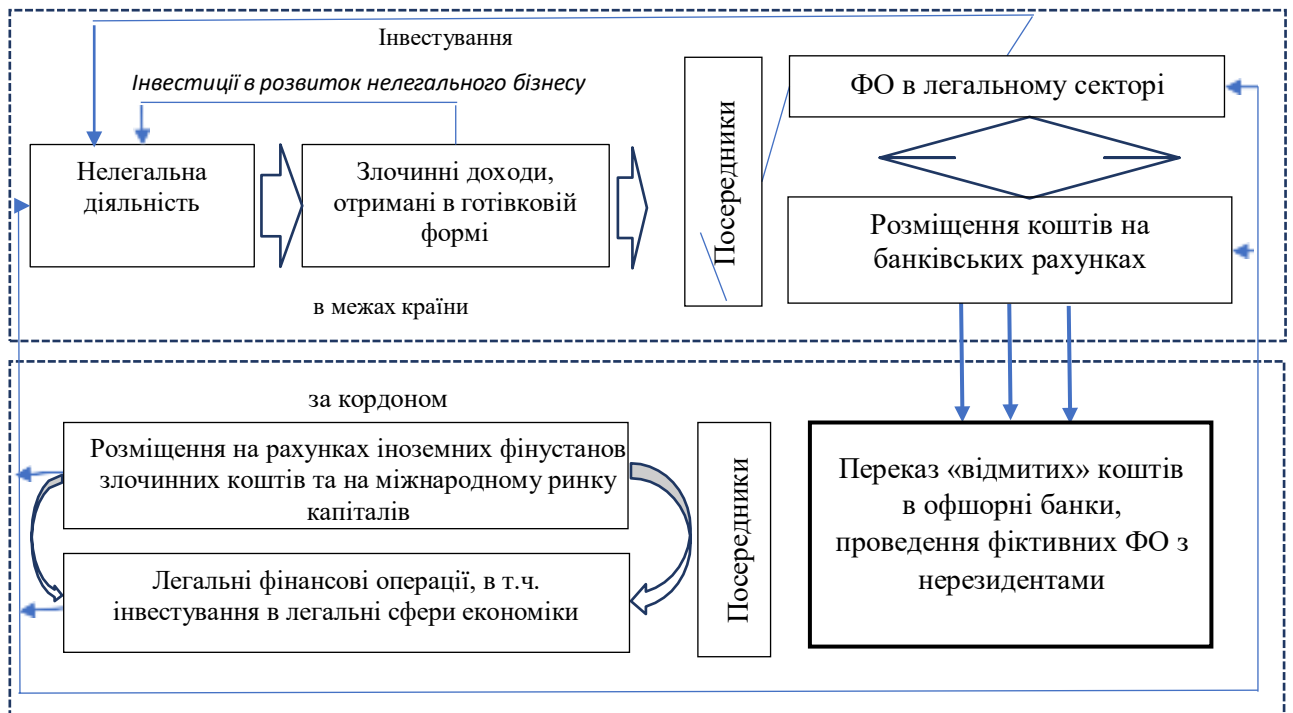 Інвестування
Інвестиції в розвиток нелегального бізнесу
Нелегальна
діяльність
Злочинні доходи,
отримані в готівковій
формі
Посередники
ФО в легальному секторі
Розміщення коштів на
банківських рахунках
в межах країни
за кордоном
Розміщення на рахунках іноземних фінустанов
злочинних коштів та на міжнародному ринку
капіталів
Легальні фінансові операції, в т.ч.
інвестування в легальні сфери економіки
Посередники
Переказ «відмитих» коштів
в офшорні банки,
проведення фіктивних ФО з
нерезидентами